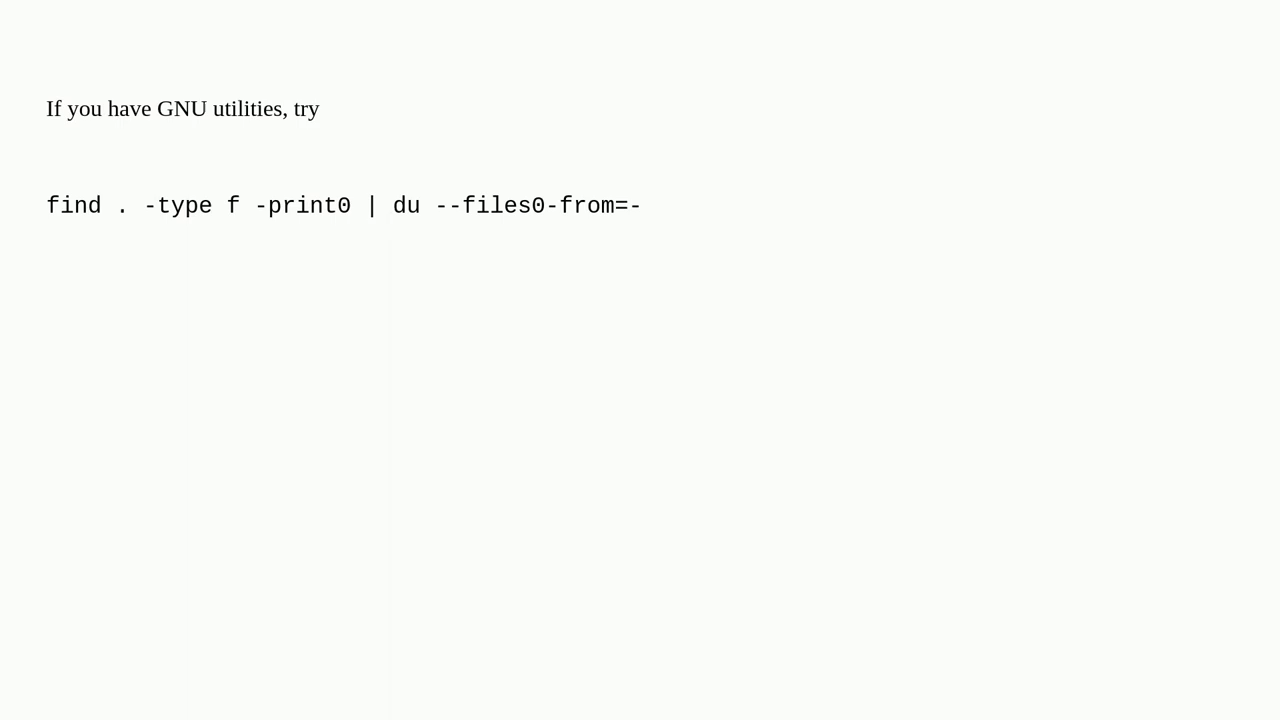 If you have GNU utilities, try
find . -type f -print0 | du --files0-from=-